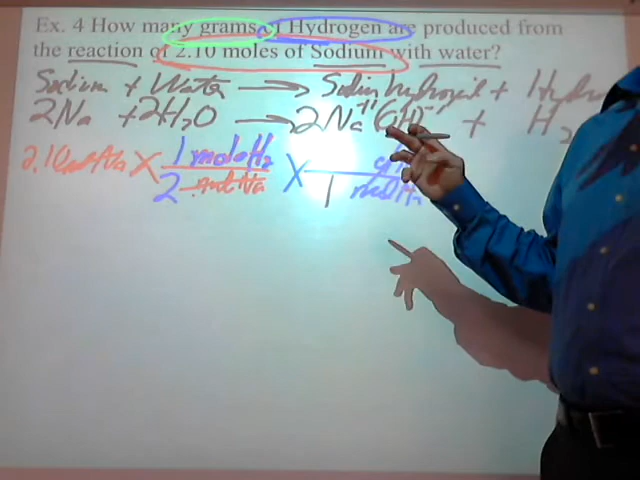 Ex. 4 How many grams of Hydrogen are produced from
the reaction of 2.10 moles of Sodium with water?
Sodium + Water → Sodium hydroxid + Hydro
2Na + 2H₂O → 2Na⁺¹(OH)⁻¹ + H₂
2.10 mol Na X 1 mol H₂ X g
2 mol Na 1 mol H₂